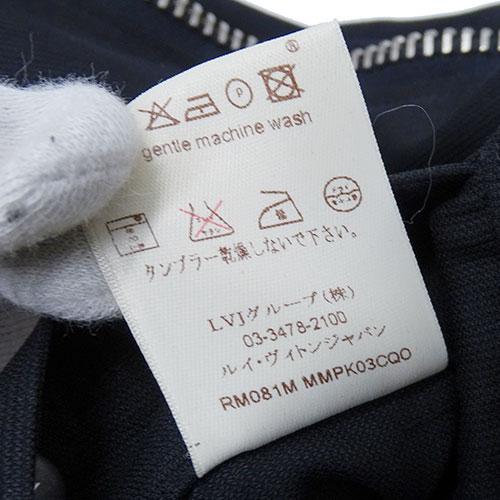 ®
P
gentle machine wash
タンブラー乾燥しないで下さい。
LVJグループ(株)
03-3478-2100
ルイ・ヴィトンジャパン
RM081M MMPK03CQO